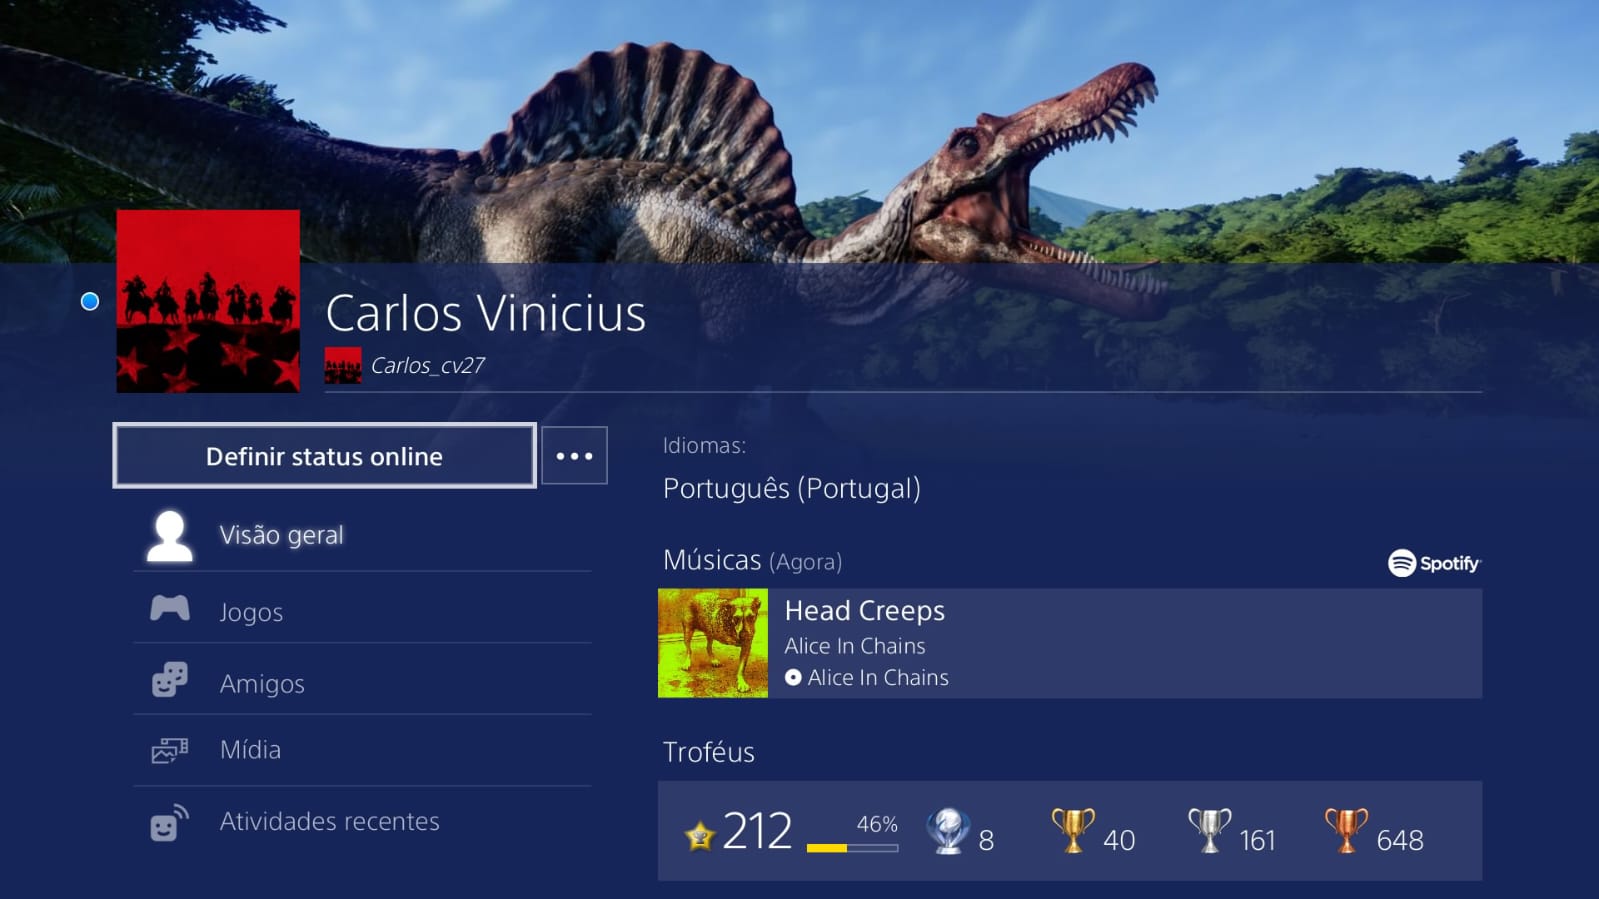 Carlos Vinicius
Carlos_cv27
Definir status online
Visão geral
Jogos
Amigos
Mídia
Atividades recentes
Idiomas:
Português (Portugal)
Músicas (Agora)
Spotify
Head Creeps
Alice In Chains
Alice In Chains
Troféus
212
46%
8
40
161
648